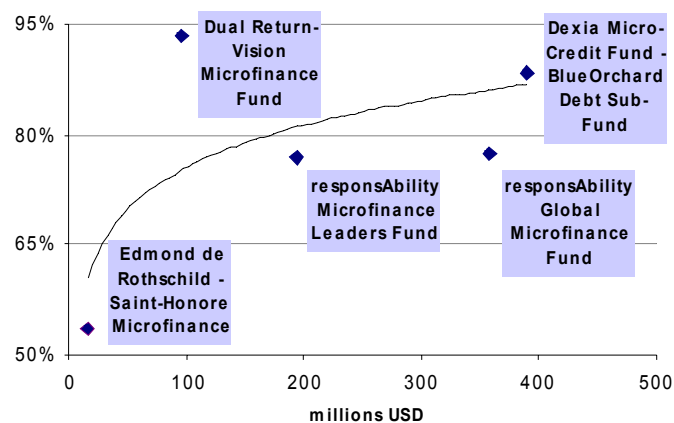 95%
80%
65%
50%
Dual Return-
Vision
Microfinance
Fund
Dexia Micro-
Credit Fund -
BlueOrchard
Debt Sub-
Fund
responsAbility
Microfinance
Leaders Fund
responsAbility
Global
Microfinance
Fund
Edmond de
Rothschild -
Saint-Honore
Microfinance
0
100
200
300
400
500
millions USD